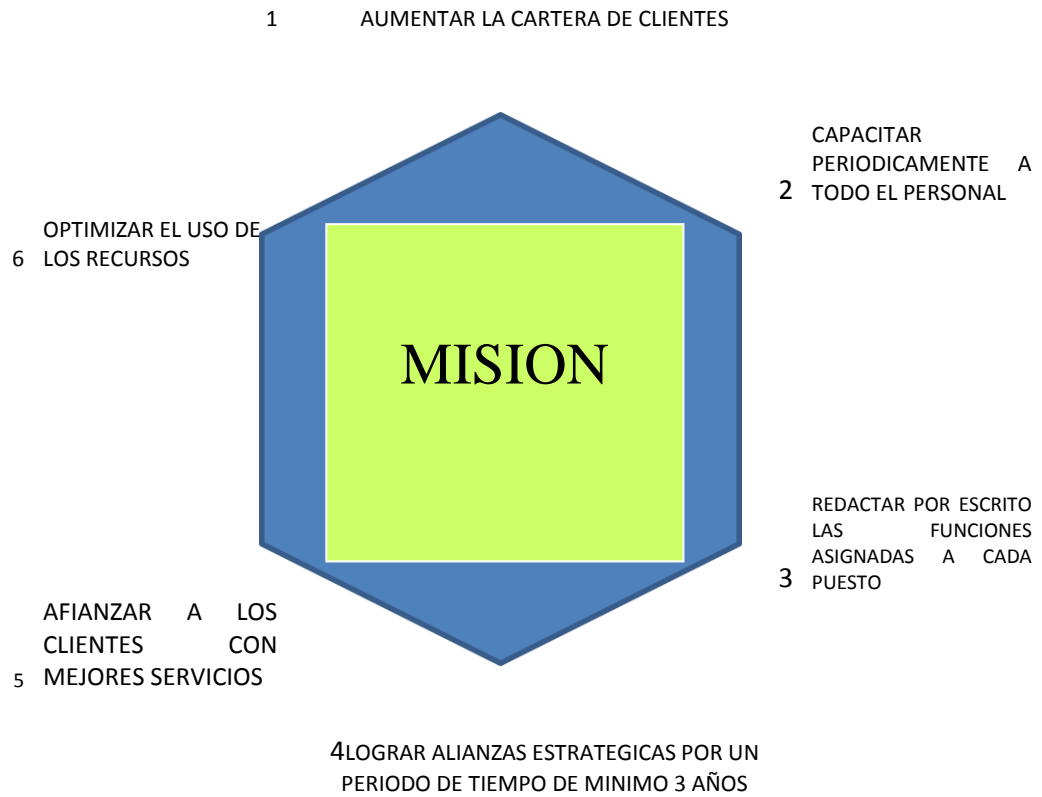 1 AUMENTAR LA CARTERA DE CLIENTES
CAPACITAR
PERIODICAMENTE A
2 TODO EL PERSONAL
OPTIMIZAR EL USO DE
6 LOS RECURSOS
MISION
REDACTAR POR ESCRITO
LAS FUNCIONES
ASIGNADAS A CADA
3 PUESTO
AFIANZAR A LOS
CLIENTES CON
5 MEJORES SERVICIOS
4LOGRAR ALIANZAS ESTRATEGICAS POR UN
PERIODO DE TIEMPO DE MINIMO 3 AÑOS